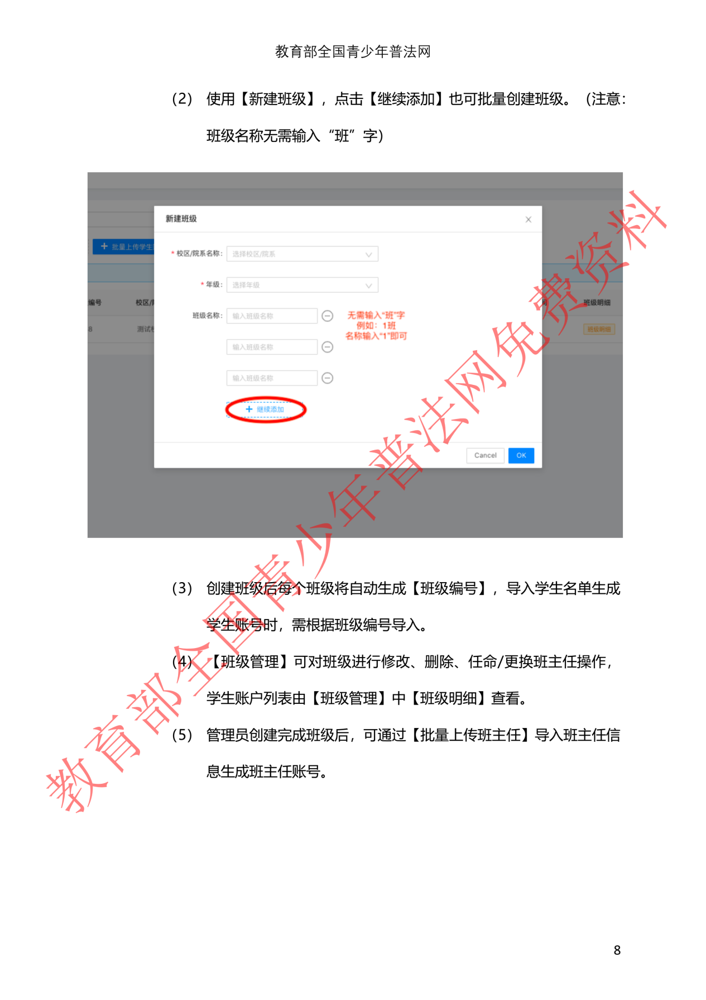 教育部全国青少年普法网
(2) 使用【新建班级】，点击【继续添加】也可批量创建班级。（注意：
班级名称无需输入“班”字）
新建班级
+ 批量上传学生
* 校区/院系名称： 选择校区/院系
* 年级： 选择年级
编号 校区/ 班级明细
班级名称： 输入班级名称 无需输入“班”字
例如：1班
名称输入“1”即可
8 测试 班级明细
输入班级名称
输入班级名称
+ 继续添加
Cancel OK
(3) 创建班级后每个班级将自动生成【班级编号】，导入学生名单生成
学生账号时，需根据班级编号导入。
(4) 【班级管理】可对班级进行修改、删除、任命/更换班主任操作，
学生账户列表由【班级管理】中【班级明细】查看。
(5) 管理员创建完成班级后，可通过【批量上传班主任】导入班主任信
息生成班主任账号。
教育部全国青少年普法网免费资料
8